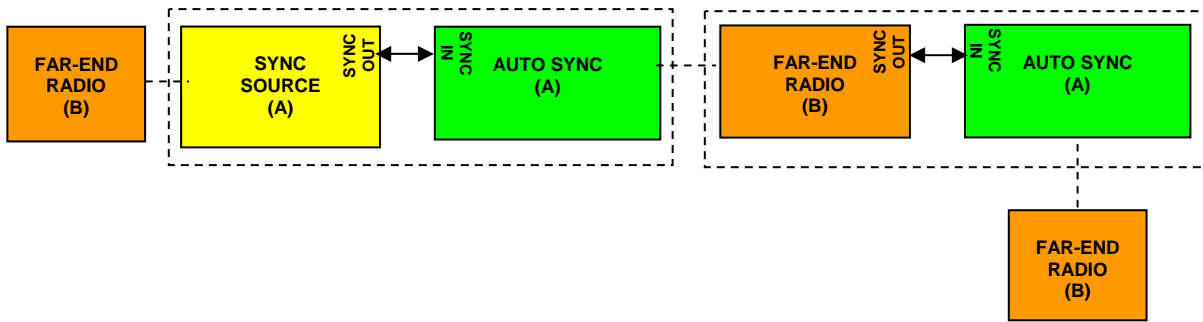 FAR-END
RADIO
(B)
SYNC
SOURCE
(A)
SYNC
OUT
SYNC
IN
AUTO SYNC
(A)
FAR-END
RADIO
(B)
SYNC
OUT
SYNC
IN
AUTO SYNC
(A)
FAR-END
RADIO
(B)